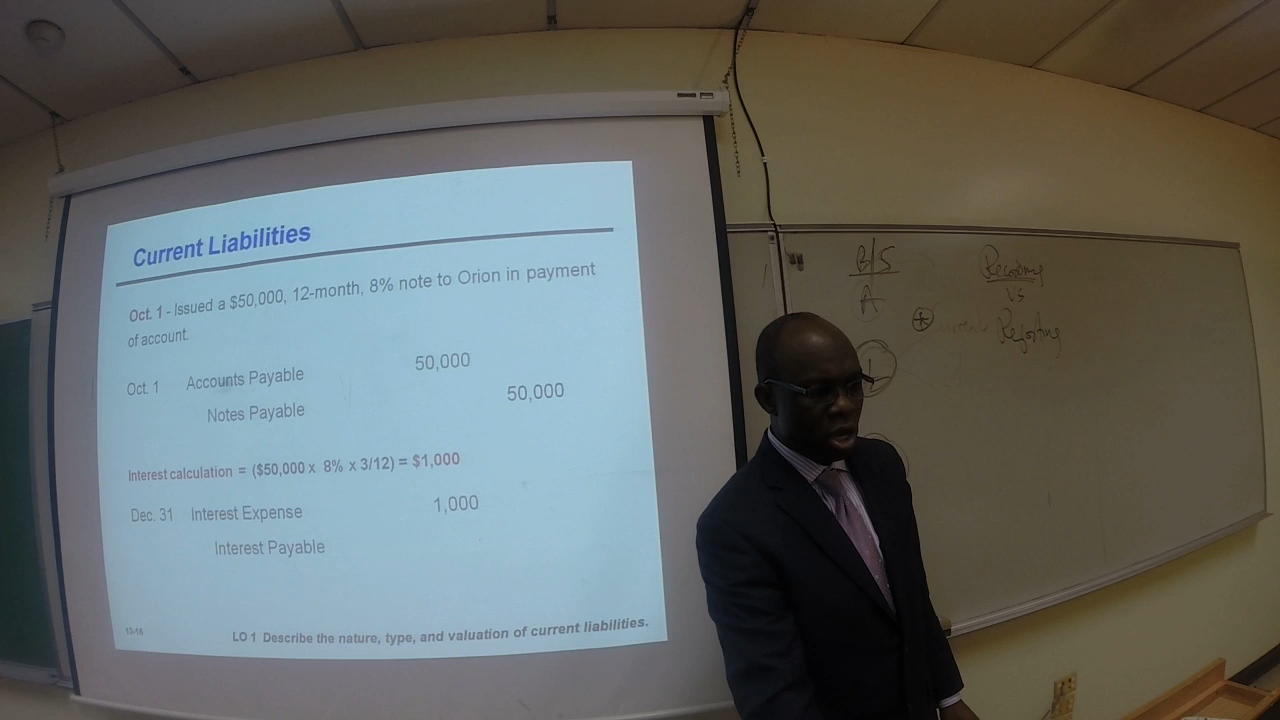 Current Liabilities
Oct. 1 - Issued a $50,000, 12-month, 8% note to Orion in payment
of account.
Oct. 1 Accounts Payable 50,000
Notes Payable 50,000
Interest calculation = ($50,000 x 8% x 3/12) = $1,000
Dec. 31 Interest Expense 1,000
Interest Payable
13-16
LO 1 Describe the nature, type, and valuation of current liabilities.
B/S
A
L
Recording
vs
Reporting